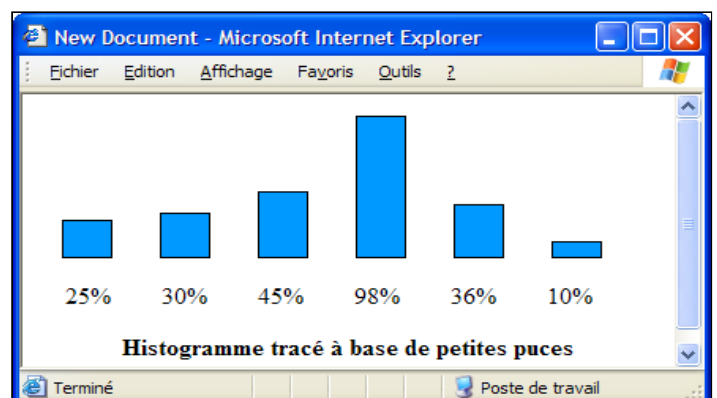 New Document - Microsoft Internet Explorer
Fichier Edition Affichage Favoris Outils ?
25% 30% 45% 98% 36% 10%
Histogramme tracé à base de petites puces
Terminé Poste de travail